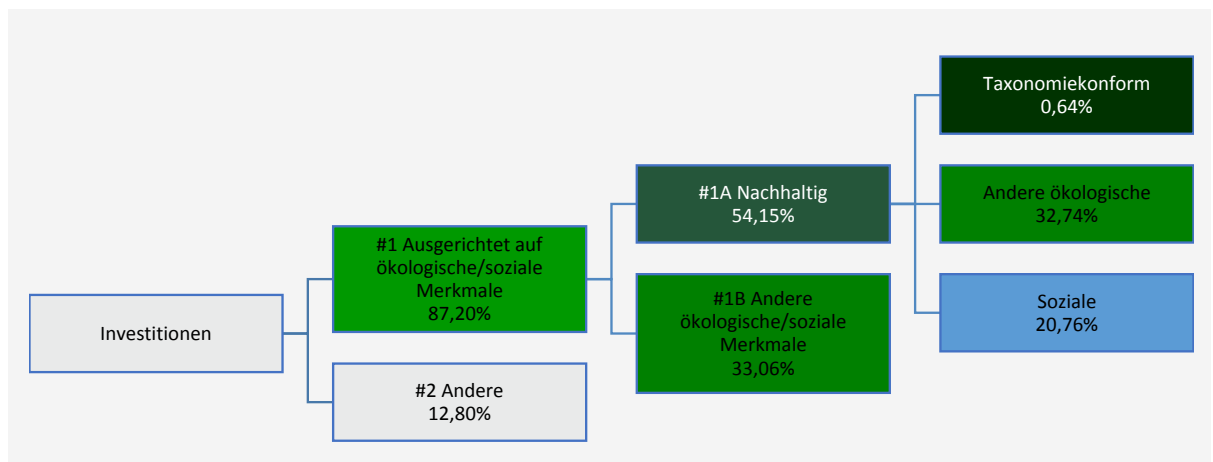 Investitionen
#1 Ausgerichtet auf
ökologische/soziale
Merkmale
87,20%
#2 Andere
12,80%
#1A Nachhaltig
54,15%
#1B Andere
ökologische/soziale
Merkmale
33,06%
Taxonomiekonform
0,64%
Andere ökologische
32,74%
Soziale
20,76%